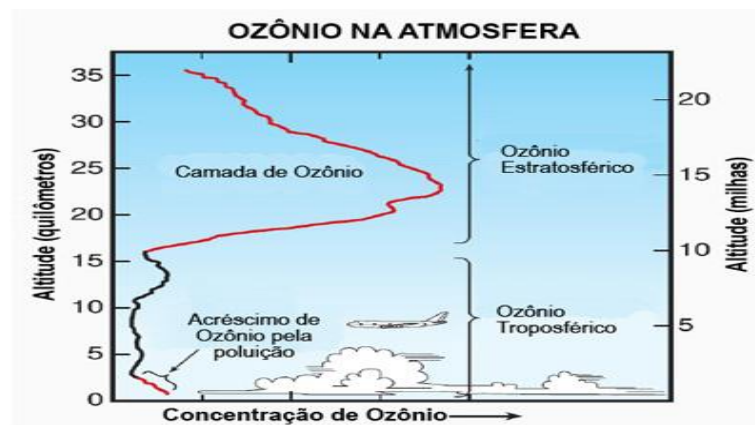 OZÔNIO NA ATMOSFERA
Altitude (quilômetros)
35
30
25
20
15
10
5
0
Camada de Ozônio
Acréscimo de
Ozônio pela
poluição
Ozônio
Estratosférico
Ozônio
Troposférico
20
15
10
5
Altitude (milhas)
Concentração de Ozônio